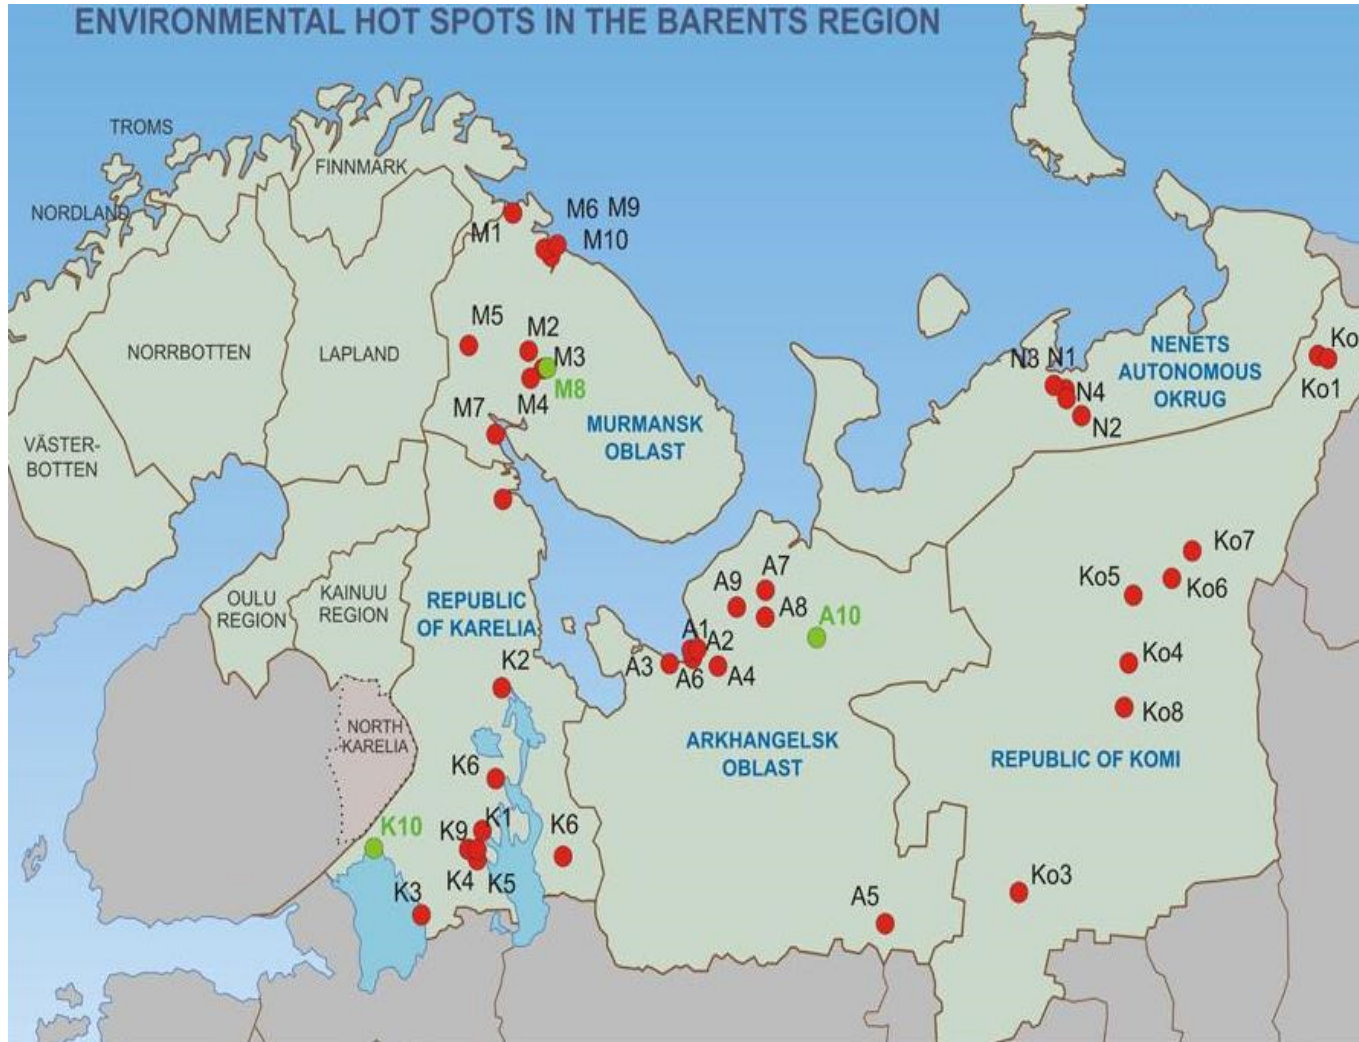 ENVIRONMENTAL HOT SPOTS IN THE BARENTS REGION
TROMS
FINNMARK
NORDLAND
M6 M9
M1
M10
M5
M2
M3
M8
NORRBOTTEN
LAPLAND
M7
M4
MURMANSK
OBLAST
VÄSTER-
BOTTEN
N3 N1
N4
N2
NENETS
AUTONOMOUS
OKRUG
Ko
Ko1
OULU
REGION
KAINUU
REGION
REPUBLIC
OF KARELIA
A7
A9
A8
A10
A1
A2
A3
A6
A4
Ko7
Ko5
Ko6
Ko4
Ko8
K2
NORTH
KARELIA
ARKHANGELSK
OBLAST
REPUBLIC OF KOMI
K6
K10
K9
K1
K6
K4
K5
K3
A5
Ko3